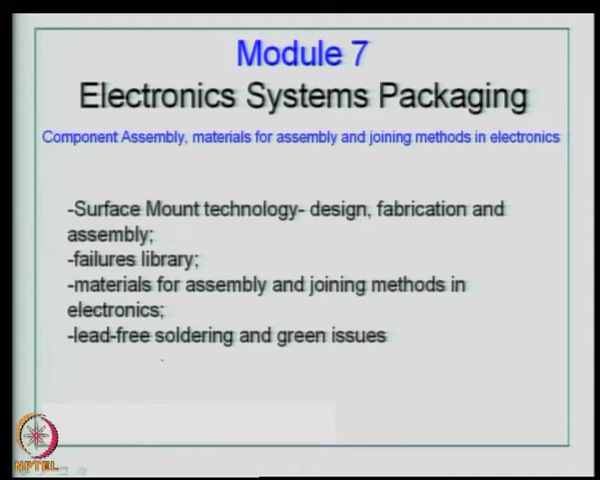 Module 7
Electronics Systems Packaging
Component Assembly, materials for assembly and joining methods in electronics
-Surface Mount technology- design, fabrication and
assembly;
-failures library;
-materials for assembly and joining methods in
electronics;
-lead-free soldering and green issues
NPTEL